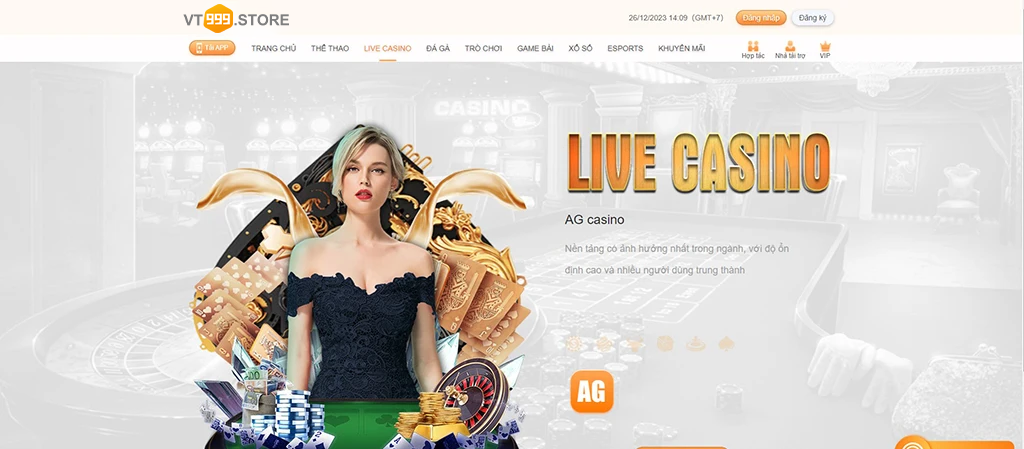 VT999.STORE
26/12/2023 14:09 (GMT+7)
Đăng nhập
Đăng ký
Tải APP
TRANG CHỦ
THỂ THAO
LIVE CASINO
ĐÁ GÀ
TRÒ CHƠI
GAME BÀI
XỔ SỐ
ESPORTS
KHUYẾN MÃI
Hợp tác
Nhà tài trợ
VIP
CASINO
LIVE CASINO
AG casino
Nền tảng có ảnh hưởng nhất trong ngành, với độ ổn
định cao và nhiều người dùng trung thành
AG